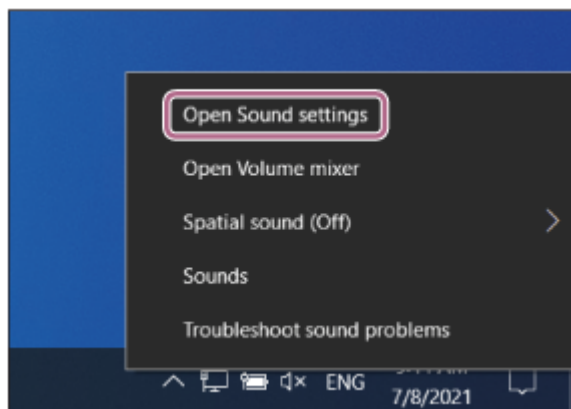 Open Sound settings
Open Volume mixer
Spatial sound (Off)
Sounds
Troubleshoot sound problems
ENG
7/8/2021